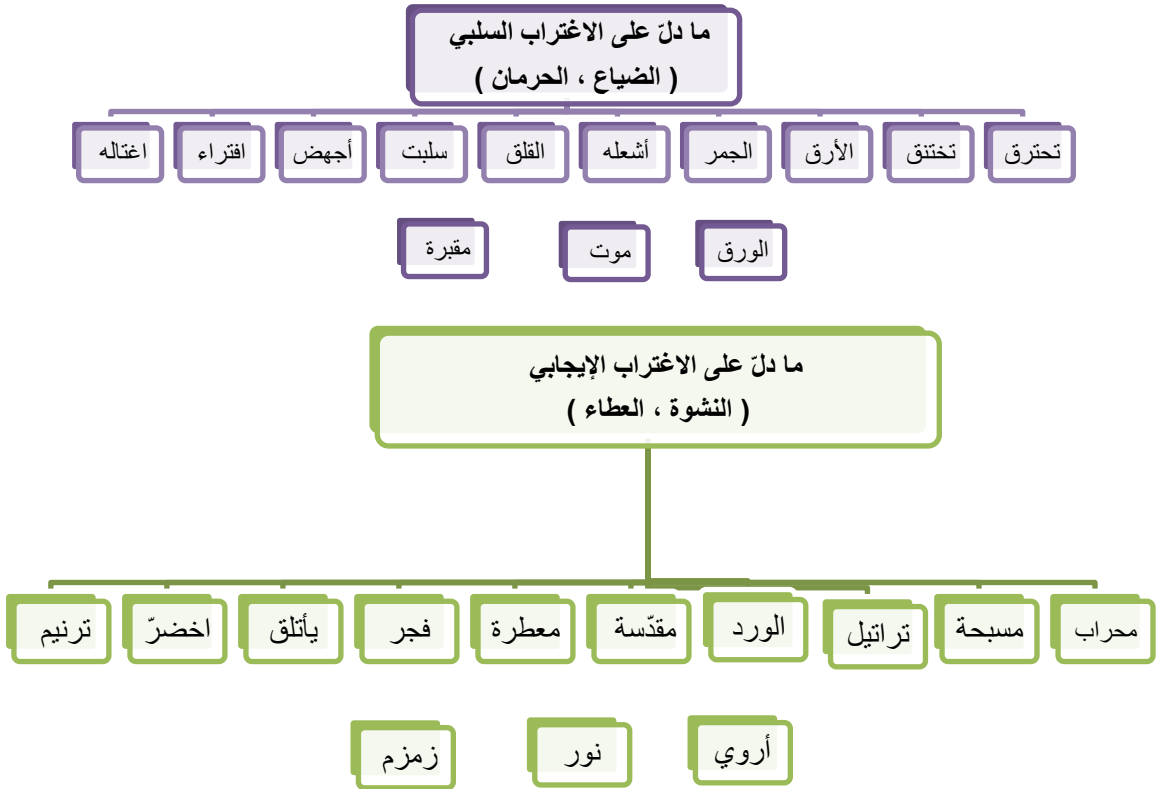 ما دلّ على الاغتراب السلبي
( الضياع ، الحرمان )
تحترق تختنق الأرق الجمر أشعله القلق سلبت أجهض افتراء اغتاله
الورق موت مقبرة
ما دلّ على الاغتراب الإيجابي
( النشوة ، العطاء )
محراب مسبحة تراتيل الورد مقدّسة معطرة فجر يأتلق اخضرّ ترنيم
أروي نور زمزم